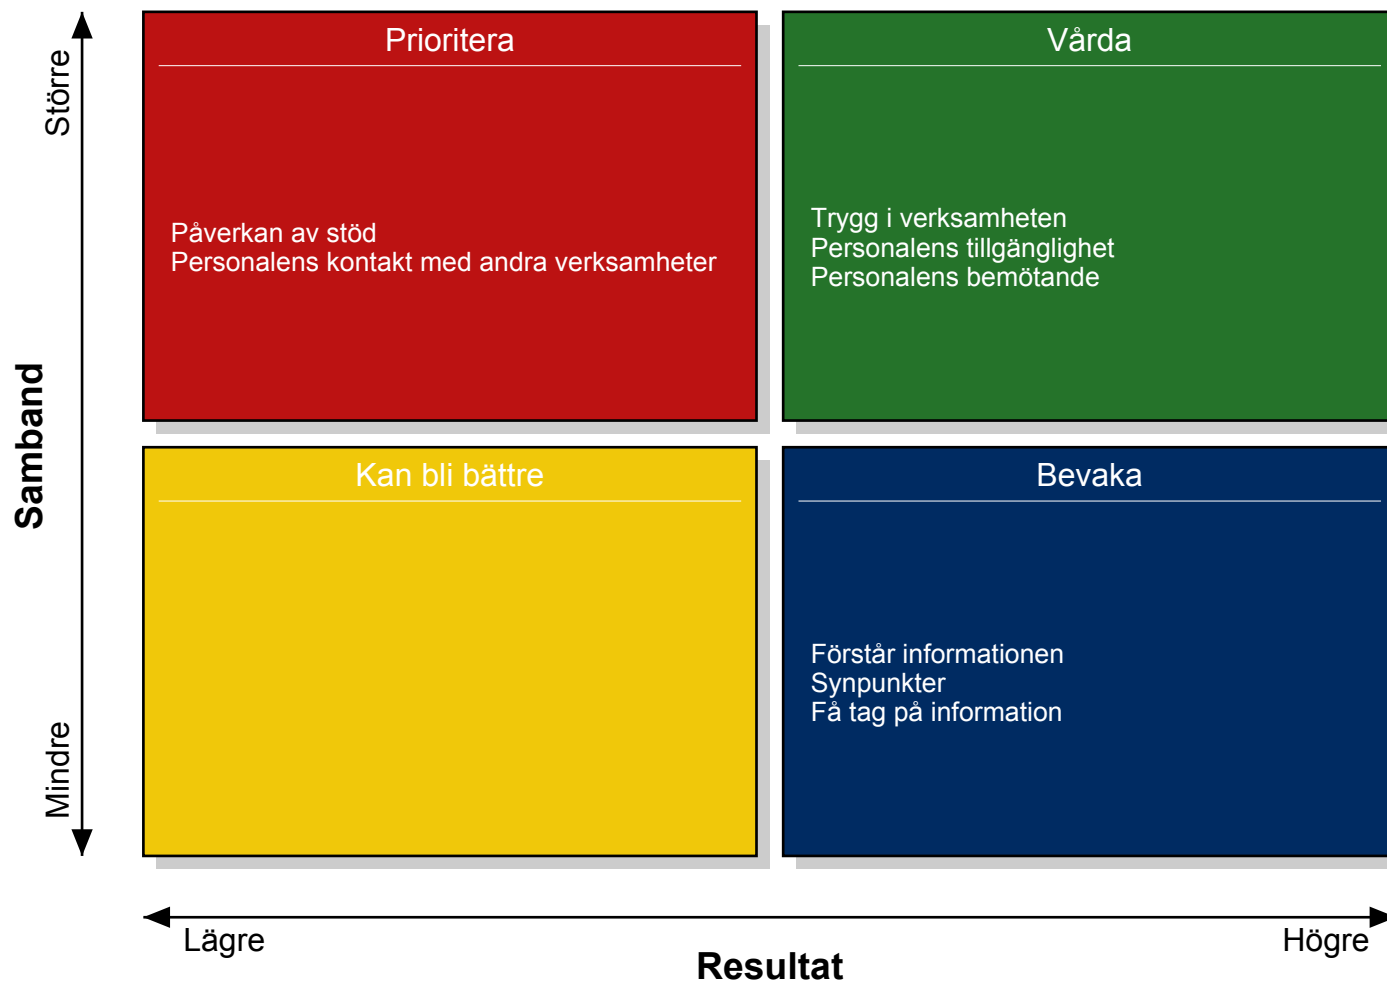 Prioritera
Påverkan av stöd
Personalens kontakt med andra verksamheter
Vårda
Trygg i verksamheten
Personalens tillgänglighet
Personalens bemötande
Kan bli bättre
Bevaka
Förstår informationen
Synpunkter
Få tag på information
Större
Samband
Mindre
Lägre
Högre
Resultat